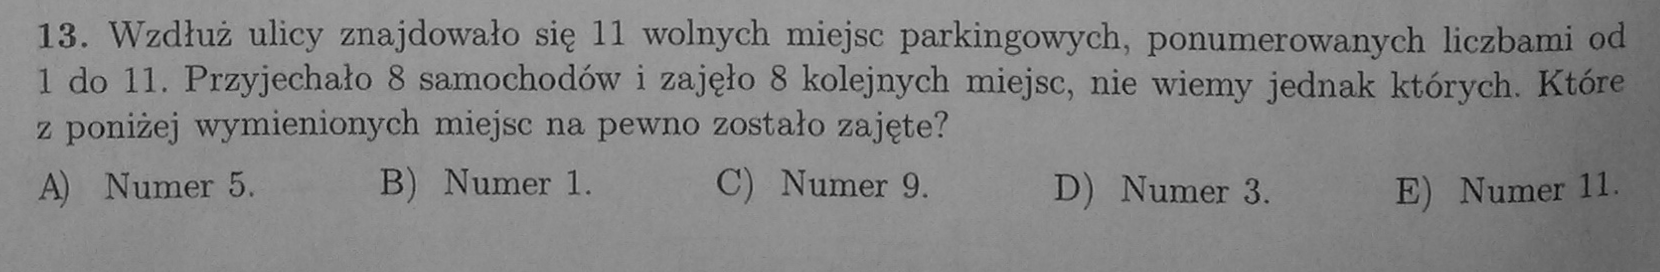 13. Wzdłuż ulicy znajdowało się 11 wolnych miejsc parkingowych, ponumerowanych liczbami od
1 do 11. Przyjechało 8 samochodów i zajęło 8 kolejnych miejsc, nie wiemy jednak których. Które
z poniżej wymienionych miejsc na pewno zostało zajęte?
A) Numer 5. B) Numer 1. C) Numer 9. D) Numer 3. E) Numer 11.